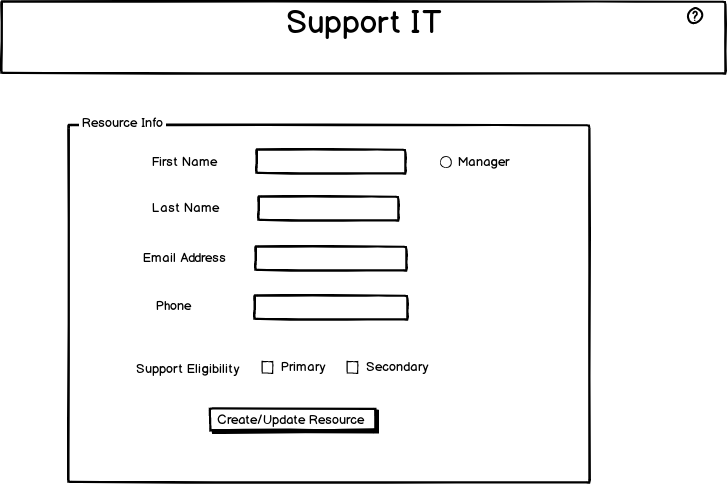 Support IT
?
Resource Info
First Name
Manager
Last Name
Email Address
Phone
Support Eligibility
Primary
Secondary
Create/Update Resource